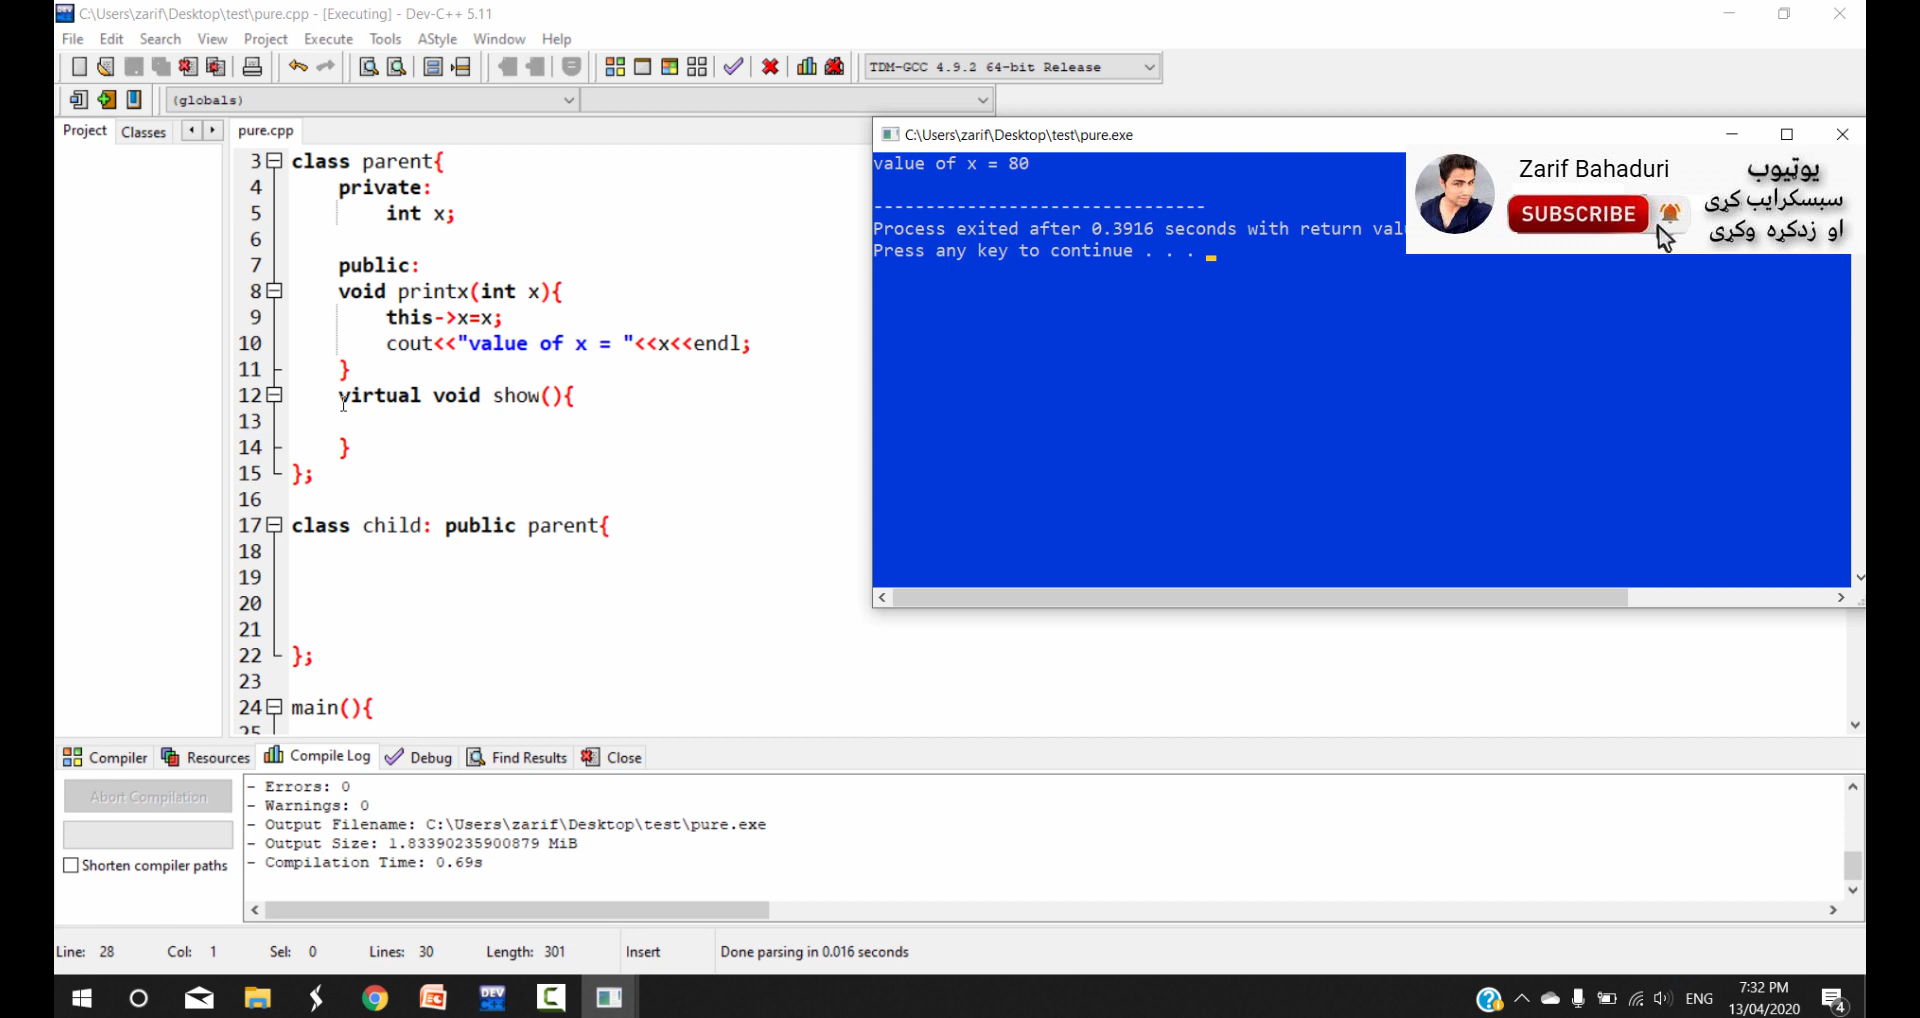 C:\Users\zarif\Desktop\test\pure.cpp - [Executing] - Dev-C++ 5.11
File Edit Search View Project Execute Tools AStyle Window Help
TDM-GCC 4.9.2 64-bit Release
(globals)
Project Classes pure.cpp
3 class parent{
4 private:
5 int x;
6
7 public:
8 void printx(int x){
9 this->x=x;
10 cout<<"value of x = "<<x<<endl;
11 }
12 virtual void show(){
13
14 }
15 };
16
17 class child: public parent{
18
19
20
21
22 };
23
24 main(){
25
C:\Users\zarif\Desktop\test\pure.exe
value of x = 80
--------------------------------
Process exited after 0.3916 seconds with return val
Press any key to continue . . .
Zarif Bahaduri
SUBSCRIBE
یوټیوب
سبسکرایب کړی
او زدکړه وکړی
Compiler Resources Compile Log Debug Find Results Close
Abort Compilation
Shorten compiler paths
- Errors: 0
- Warnings: 0
- Output Filename: C:\Users\zarif\Desktop\test\pure.exe
- Output Size: 1.83390235900879 MiB
- Compilation Time: 0.69s
Line: 28 Col: 1 Sel: 0 Lines: 30 Length: 301 Insert Done parsing in 0.016 seconds
DEV
ENG
7:32 PM
13/04/2020
4